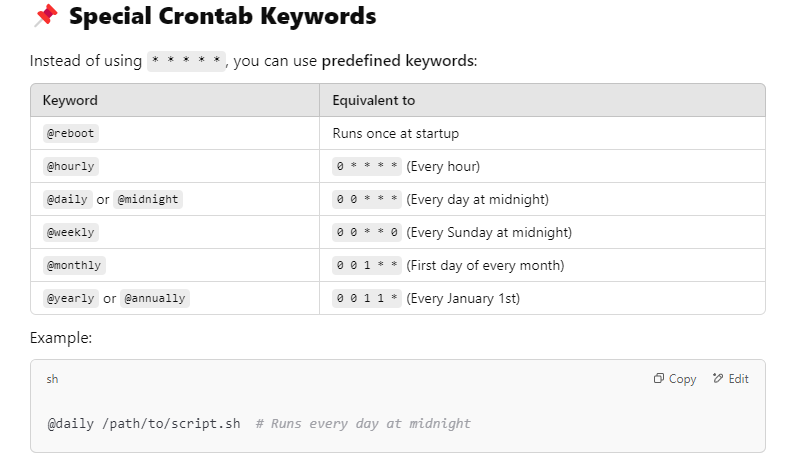 📌 Special Crontab Keywords
Instead of using * * * * *, you can use predefined keywords:
Keyword Equivalent to
@reboot Runs once at startup
@hourly 0 * * * * (Every hour)
@daily or @midnight 0 0 * * * (Every day at midnight)
@weekly 0 0 * * 0 (Every Sunday at midnight)
@monthly 0 0 1 * * (First day of every month)
@yearly or @annually 0 0 1 1 * (Every January 1st)
Example:
sh Copy Edit
@daily /path/to/script.sh # Runs every day at midnight